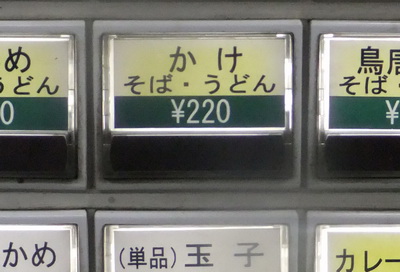 め
うどん
0
かけ
そば・うどん
¥220
鳥
そば・
¥
かめ
(単品)玉子
カレー